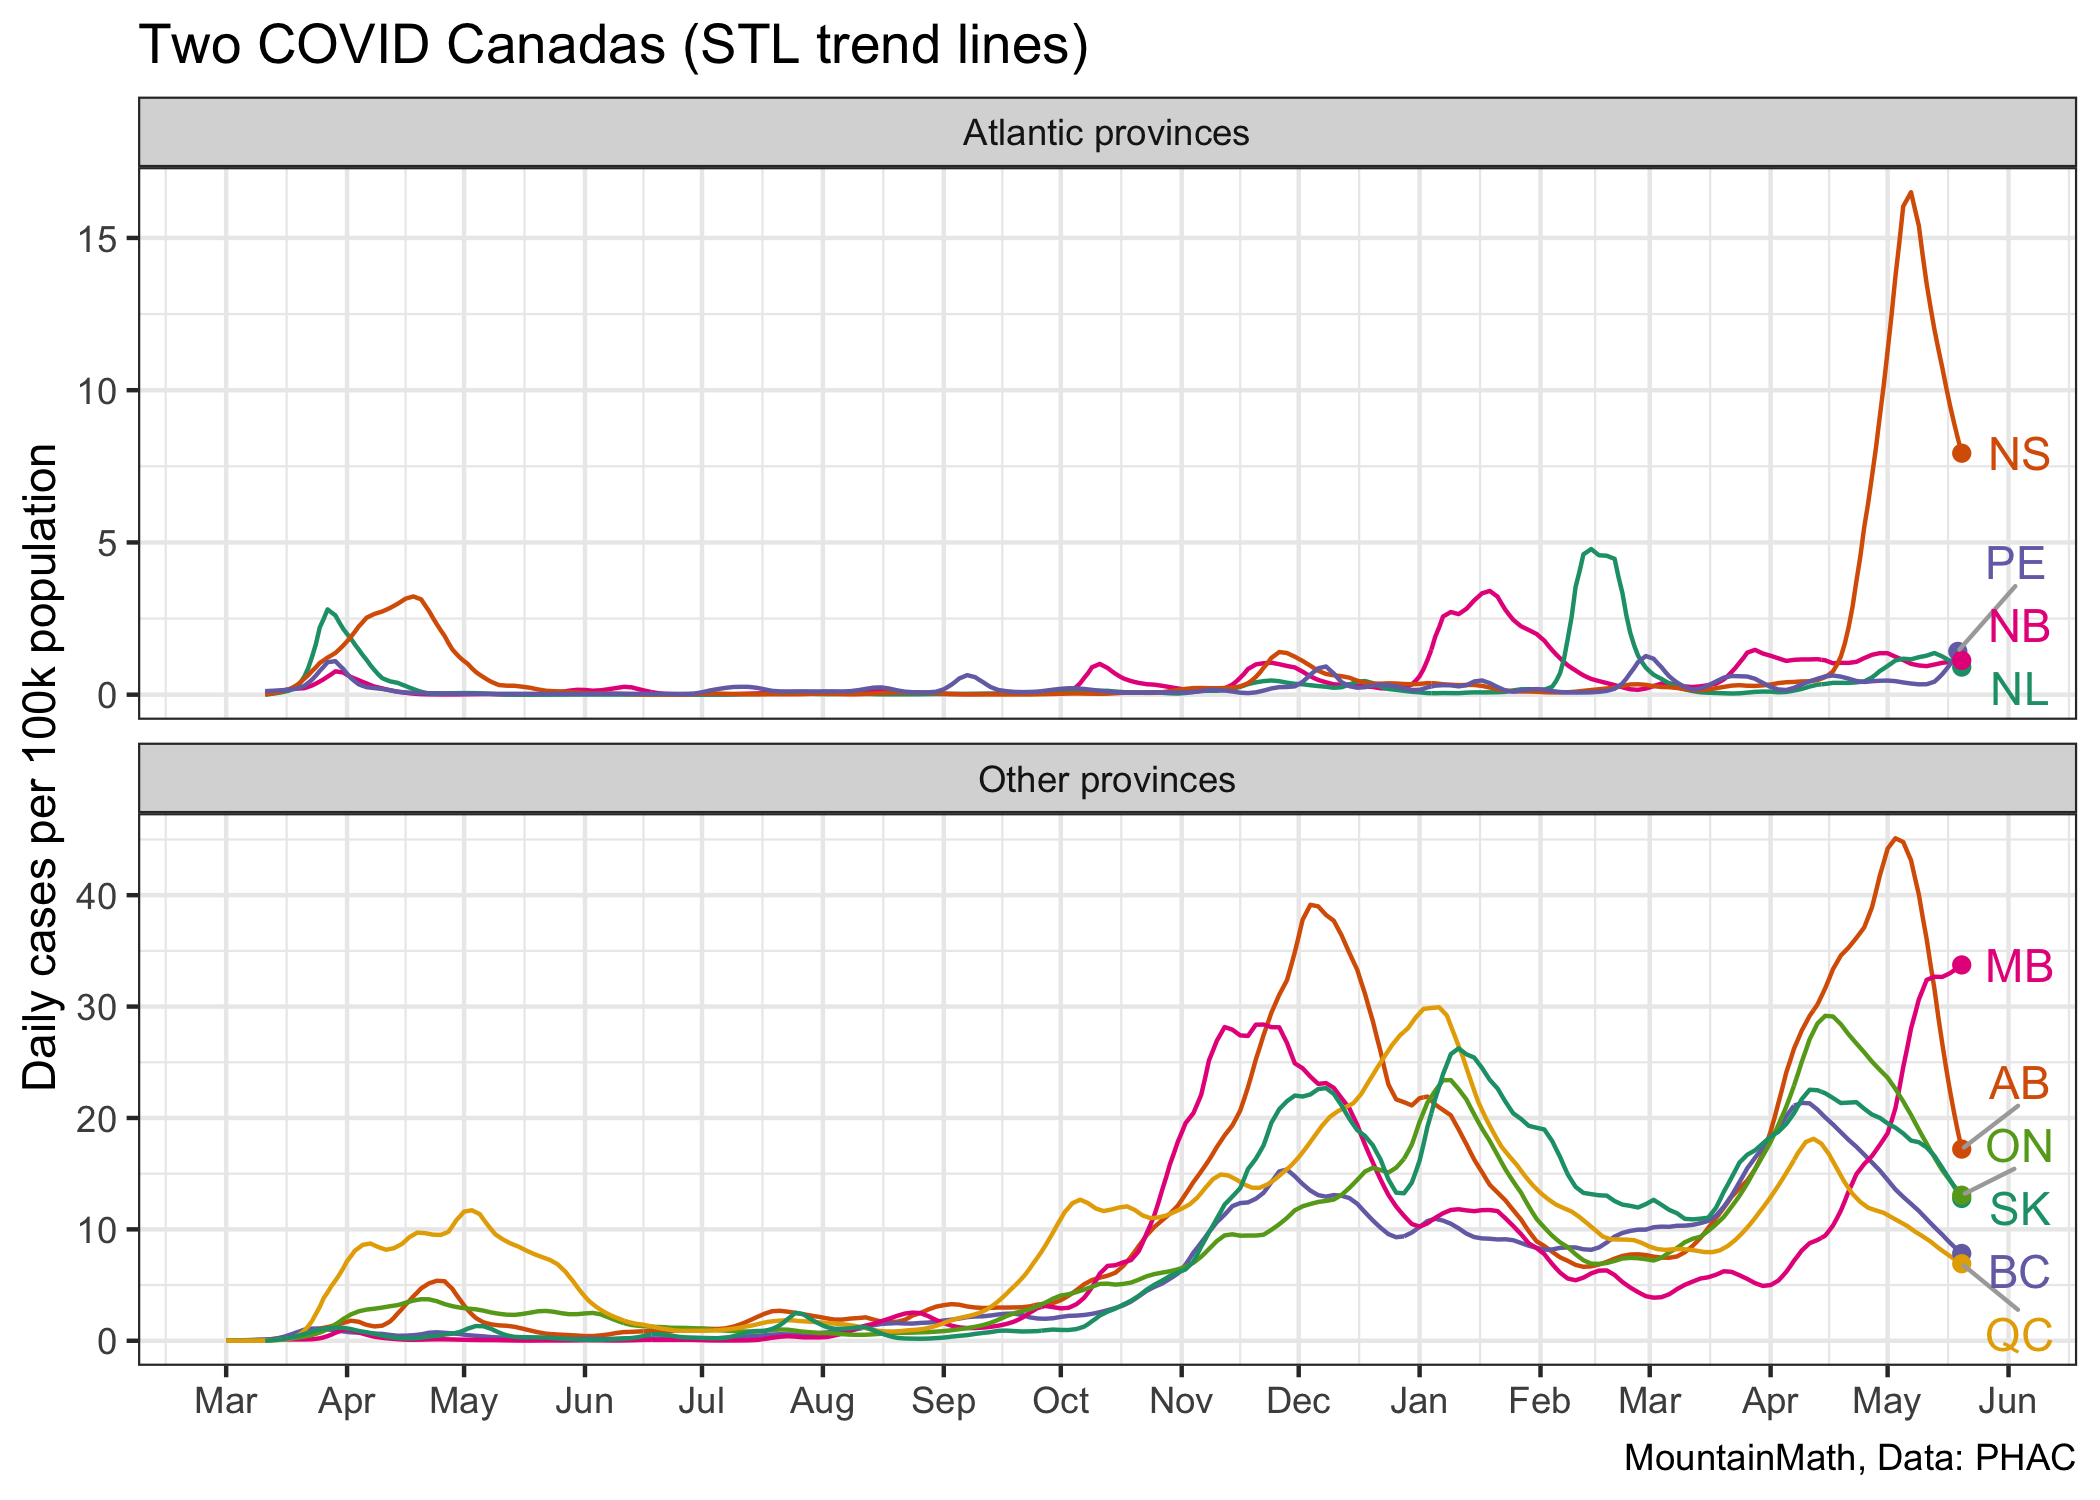 Two COVID Canadas (STL trend lines)
Atlantic provinces
15
10
5
0
NS
PE
NB
NL
Daily cases per 100k population
Other provinces
40
30
20
10
0
MB
AB
ON
SK
BC
QC
Mar Apr May Jun Jul Aug Sep Oct Nov Dec Jan Feb Mar Apr May Jun
MountainMath, Data: PHAC